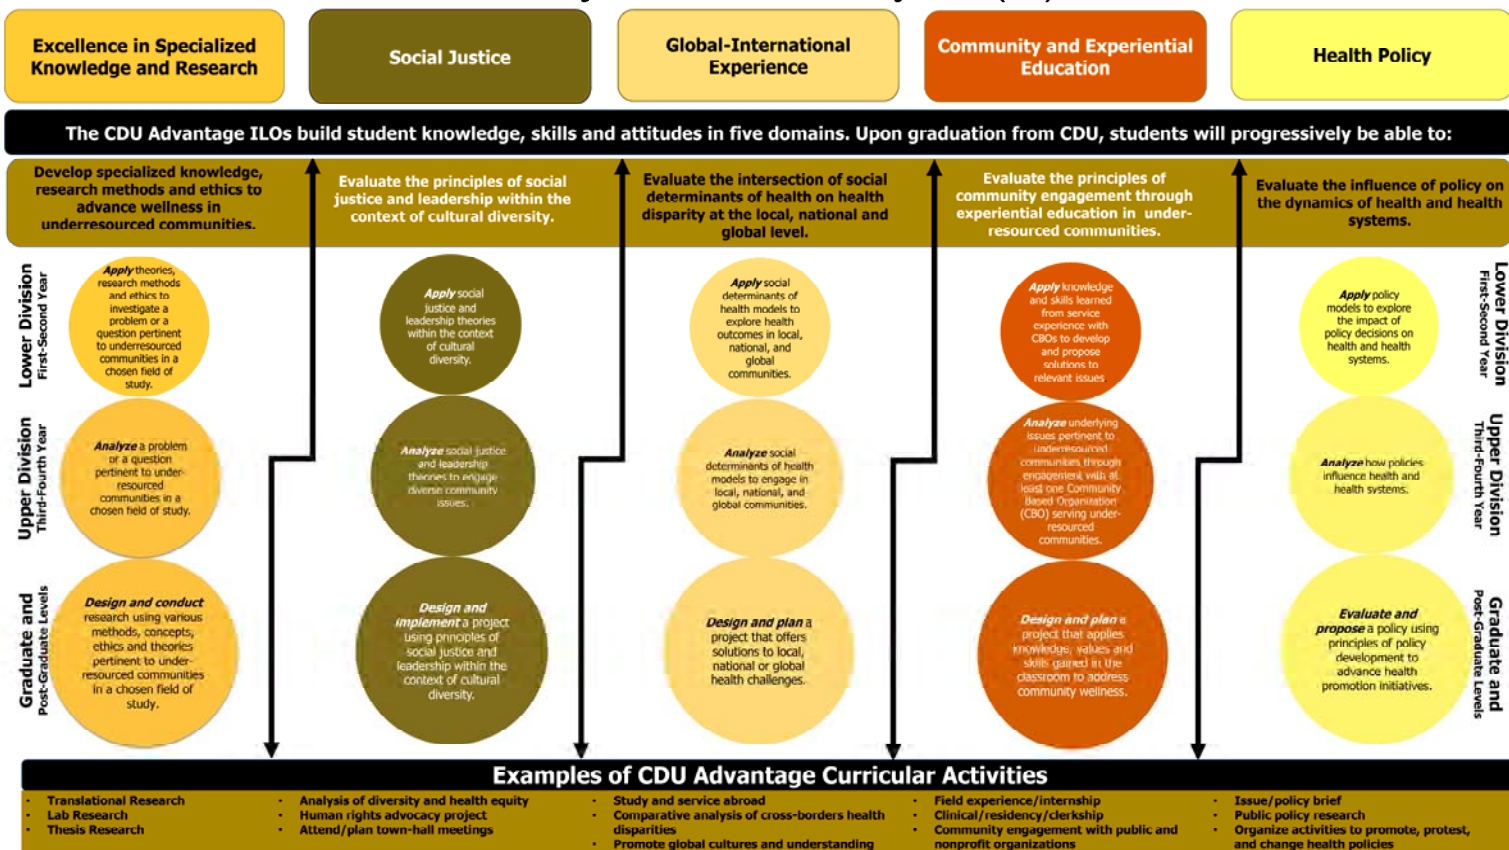 Excellence in Specialized
Knowledge and Research
Social Justice
Global-International
Experience
Community and Experiential
Education
Health Policy
The CDU Advantage ILOs build student knowledge, skills and attitudes in five domains. Upon graduation from CDU, students will progressively be able to:
Develop specialized knowledge,
research methods and ethics to
advance wellness in
underresourced communities.
Evaluate the principles of social
justice and leadership within the
context of cultural diversity.
Evaluate the intersection of social
determinants of health on health
disparity at the local, national and
global level.
Evaluate the principles of
community engagement through
experiential education in under-
resourced communities.
Evaluate the influence of policy on
the dynamics of health and health
systems.
Lower Division
First-Second Year
Apply theories,
research methods
and ethics to
investigate a
problem or a
question pertinent
to underresourced
communities in a
chosen field of
study.
Apply social
justice and
leadership theories
within the context
of cultural
diversity.
Apply social
determinants of
health models to
explore health
outcomes in local,
national, and
global
communities.
Apply knowledge
and skills learned
from service
experience with
CBOs to develop
and propose
solutions to
relevant issues
Apply policy
models to explore
the impact of
policy decisions on
health and health
systems.
Lower Division
First-Second Year
Upper Division
Third-Fourth Year
Analyze a problem
or a question
pertinent to under-
resourced
communities in a
chosen field of study.
Analyze social justice
and leadership
theories to engage
diverse community
issues.
Analyze social
determinants of health
models to engage in
local, national, and
global communities.
Analyze underlying
issues pertinent to
underresourced
communities through
engagement with at
least one Community
Based Organization
(CBO) serving under-
resourced
communities.
Analyze how policies
influence health and
health systems.
Upper Division
Third-Fourth Year
Graduate and
Post-Graduate Levels
Design and conduct
research using various
methods, concepts,
ethics and theories
pertinent to under-
resourced communities
in a chosen field of
study.
Design and
implement a project
using principles of
social justice and
leadership within the
context of cultural
diversity.
Design and plan a
project that offers
solutions to local,
national or global
health challenges.
Design and plan a
project that applies
knowledge, values and
skills gained in the
classroom to address
community wellness.
Evaluate and
propose a policy using
principles of policy
development to
advance health
promotion initiatives.
Graduate and
Post-Graduate Levels
Examples of CDU Advantage Curricular Activities
· Translational Research
· Lab Research
· Thesis Research
· Analysis of diversity and health equity
· Human rights advocacy project
· Attend/plan town-hall meetings
· Study and service abroad
· Comparative analysis of cross-borders health
disparities
· Promote global cultures and understanding
· Field experience/internship
· Clinical/residency/clerkship
· Community engagement with public and
nonprofit organizations
· Issue/policy brief
· Public policy research
· Organize activities to promote, protest,
and change health policies